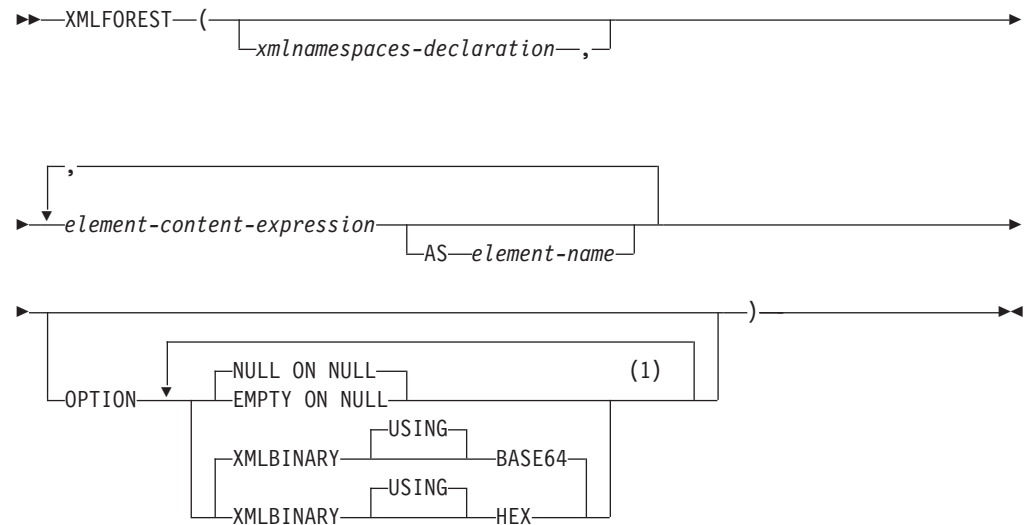 XMLFOREST (
xmlnamespaces-declaration ,
,
element-content-expression
AS element-name
)
NULL ON NULL (1)
OPTION EMPTY ON NULL
USING
XMLBINARY BASE64
USING
XMLBINARY HEX